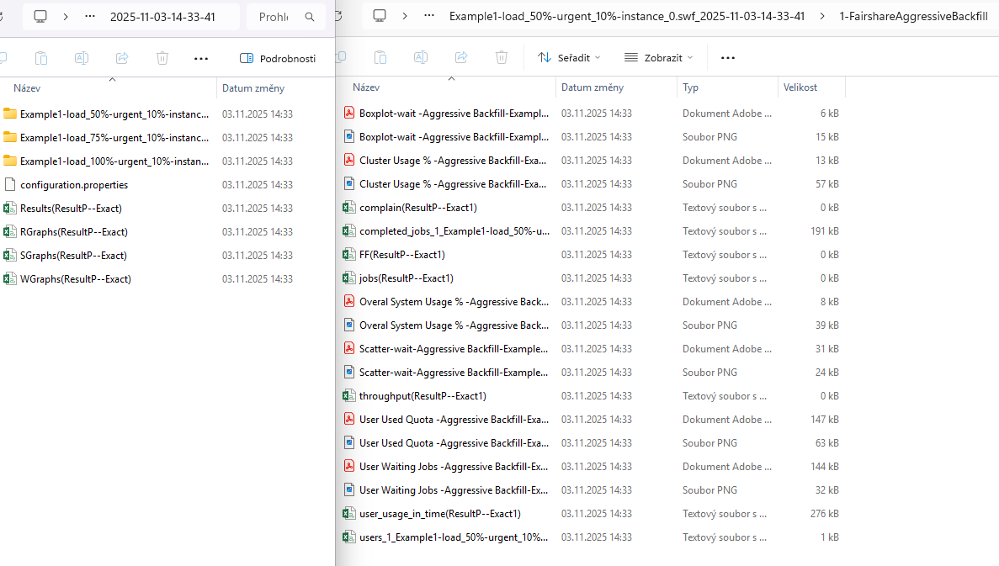 2025-11-03-14-33-41
Prohl
Podrobnosti
Název Datum změny
Example1-load_50%-urgent_10%-instanc... 03.11.2025 14:33
Example1-load_75%-urgent_10%-instanc... 03.11.2025 14:33
Example1-load_100%-urgent_10%-instan... 03.11.2025 14:33
configuration.properties 03.11.2025 14:33
Results(ResultP--Exact) 03.11.2025 14:33
RGraphs(ResultP--Exact) 03.11.2025 14:33
SGraphs(ResultP--Exact) 03.11.2025 14:33
WGraphs(ResultP--Exact) 03.11.2025 14:33
Example1-load_50%-urgent_10%-instance_0.swf_2025-11-03-14-33-41 > 1-FairshareAggressiveBackfill
Seřadit Zobrazit
Název Datum změny Typ Velikost
Boxplot-wait -Aggressive Backfill-Exampl... 03.11.2025 14:33 Dokument Adobe ... 6 kB
Boxplot-wait -Aggressive Backfill-Exampl... 03.11.2025 14:33 Soubor PNG 15 kB
Cluster Usage % -Aggressive Backfill-Exa... 03.11.2025 14:33 Dokument Adobe ... 13 kB
Cluster Usage % -Aggressive Backfill-Exa... 03.11.2025 14:33 Soubor PNG 57 kB
complain(ResultP--Exact1) 03.11.2025 14:33 Textový soubor s ... 0 kB
completed_jobs_1_Example1-load_50%-u... 03.11.2025 14:33 Textový soubor s ... 191 kB
FF(ResultP--Exact1) 03.11.2025 14:33 Textový soubor s ... 0 kB
jobs(ResultP--Exact1) 03.11.2025 14:33 Textový soubor s ... 0 kB
Overal System Usage % -Aggressive Back... 03.11.2025 14:33 Dokument Adobe ... 8 kB
Overal System Usage % -Aggressive Back... 03.11.2025 14:33 Soubor PNG 39 kB
Scatter-wait-Aggressive Backfill-Example... 03.11.2025 14:33 Dokument Adobe ... 31 kB
Scatter-wait-Aggressive Backfill-Example... 03.11.2025 14:33 Soubor PNG 24 kB
throughput(ResultP--Exact1) 03.11.2025 14:33 Textový soubor s ... 0 kB
User Used Quota -Aggressive Backfill-Exa... 03.11.2025 14:33 Dokument Adobe ... 147 kB
User Used Quota -Aggressive Backfill-Exa... 03.11.2025 14:33 Soubor PNG 63 kB
User Waiting Jobs -Aggressive Backfill-Ex... 03.11.2025 14:33 Dokument Adobe ... 144 kB
User Waiting Jobs -Aggressive Backfill-Ex... 03.11.2025 14:33 Soubor PNG 32 kB
user_usage_in_time(ResultP--Exact1) 03.11.2025 14:33 Textový soubor s ... 276 kB
users_1_Example1-load_50%-urgent_10%... 03.11.2025 14:33 Textový soubor s ... 1 kB